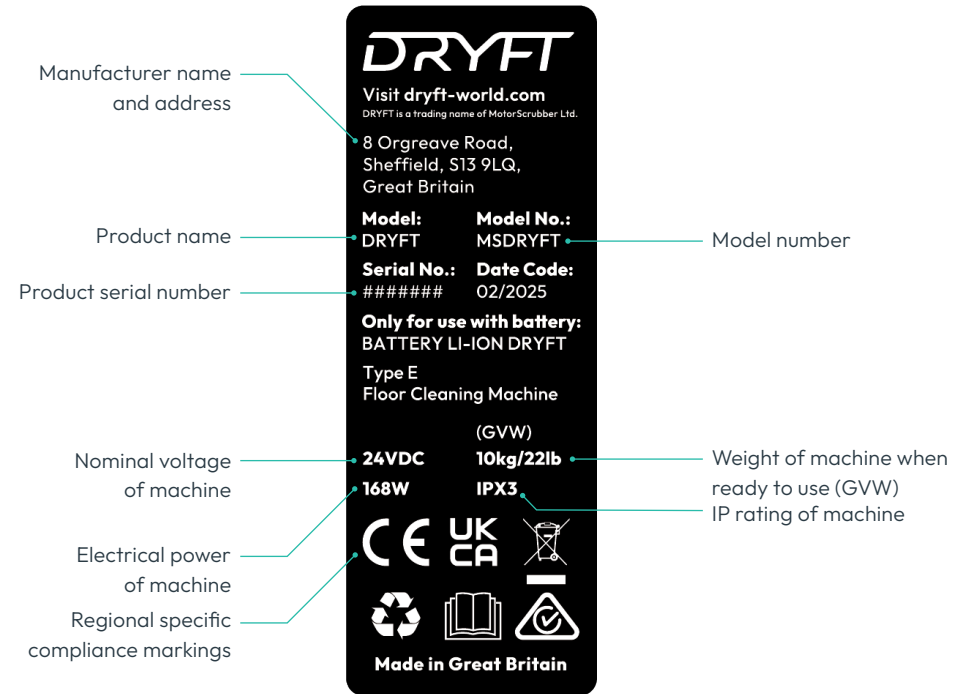 DRYFT
Visit dryft-world.com
DRYFT is a trading name of MotorScrubber Ltd.
Manufacturer name
and address
8 Orgreave Road,
Sheffield, S13 9LQ,
Great Britain
Model: Model No.:
Product name
DRYFT MSDRYFT
Model number
Serial No.: Date Code:
Product serial number
####### 02/2025
Only for use with battery:
BATTERY LI-ION DRYFT
Type E
Floor Cleaning Machine
(GVW)
Nominal voltage
of machine
24VDC 10kg/22lb
Weight of machine when
ready to use (GVW)
168W IPX3
IP rating of machine
Electrical power
of machine
CE UK
CA
Regional specific
compliance markings
Made in Great Britain